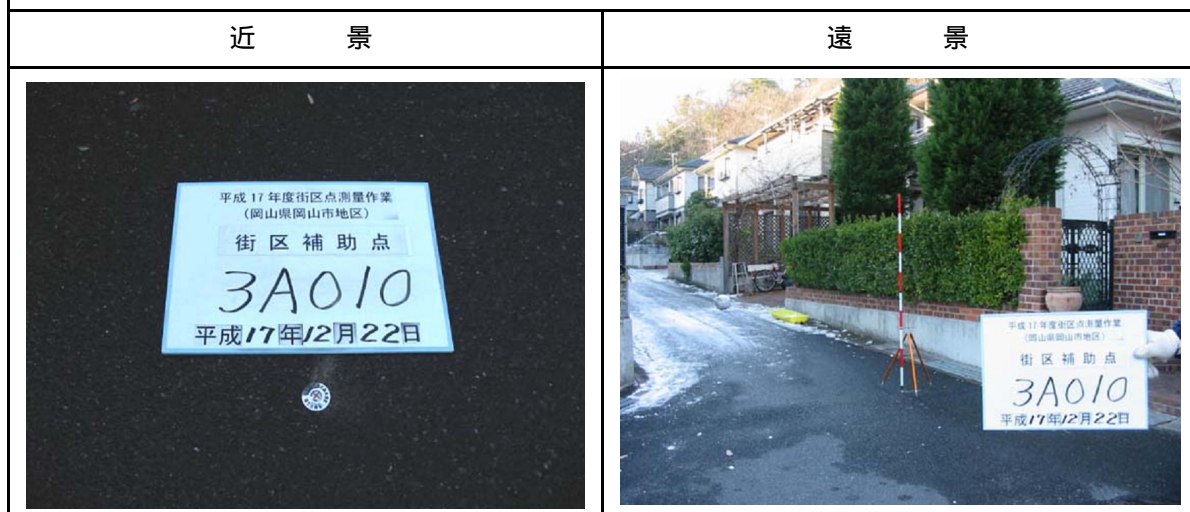 近 景
遠 景
平成 17 年度街区点測量作業
(岡山県岡山市地区)
街区補助点
3A010
平成17年12月22日
平成 17 年度街区点測量作業
(岡山県岡山市地区)
街区補助点
3A010
平成17年12月22日